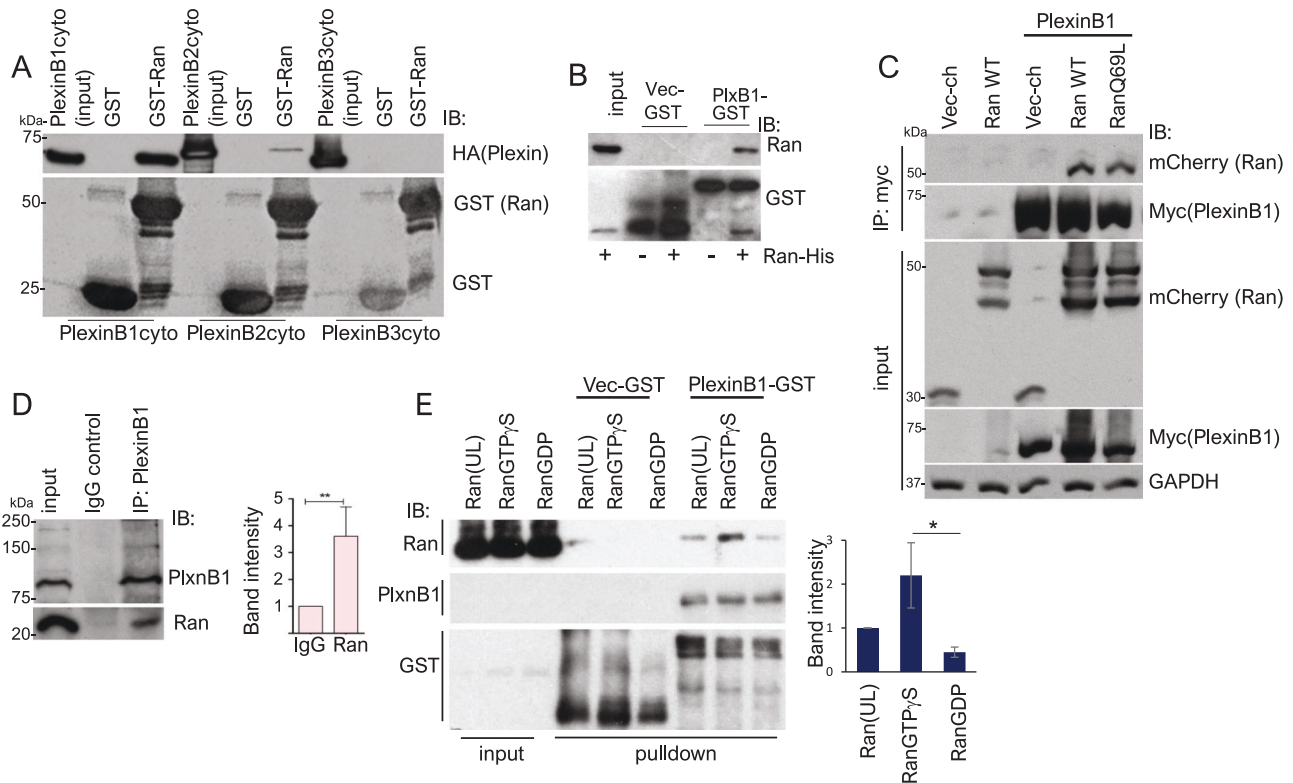 A
PlexinB1cyto
(input)
GST
GST-Ran
PlexinB2cyto
(input)
GST
GST-Ran
PlexinB3cyto
(input)
GST
GST-Ran
IB:
kDa
75
HA(Plexin)
50
GST (Ran)
25
GST
PlexinB1cyto
PlexinB2cyto
PlexinB3cyto
B
input
Vec-
GST
PlxB1-
GST
IB:
Ran
GST
+ - + - + Ran-His
C
PlexinB1
Vec-ch
Ran WT
Vec-ch
Ran WT
RanQ69L
kDa
IB:
IP: myc
50
mCherry (Ran)
75
Myc(PlexinB1)
input
50
mCherry (Ran)
30
75
Myc(PlexinB1)
37
GAPDH
D
input
IgG control
IP: PlexinB1
kDa
IB:
250
150
PlxnB1
75
Ran
20
Band intensity
5
4
3
2
1
**
IgG Ran
E
Vec-GST
PlexinB1-GST
Ran(UL)
RanGTPγS
RanGDP
Ran(UL)
RanGTPγS
RanGDP
Ran(UL)
RanGTPγS
RanGDP
IB:
Ran
PlxnB1
GST
input
pulldown
Band intensity
3
2
1
0
*
Ran(UL)
RanGTPγS
RanGDP